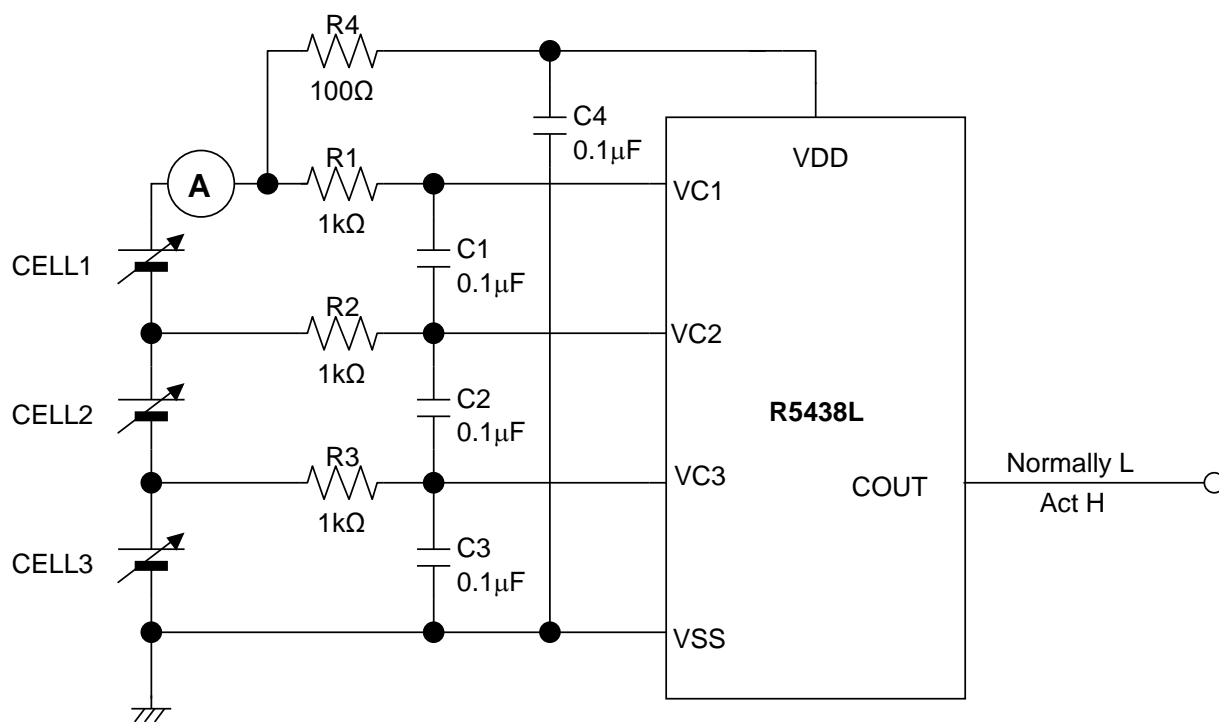 R4
100Ω
C4
0.1μF
VDD
A
R1
1kΩ
VC1
CELL1
C1
0.1μF
R2
1kΩ
VC2
CELL2
C2
0.1μF
R5438L
R3
1kΩ
VC3
COUT
Normally L
Act H
CELL3
C3
0.1μF
VSS